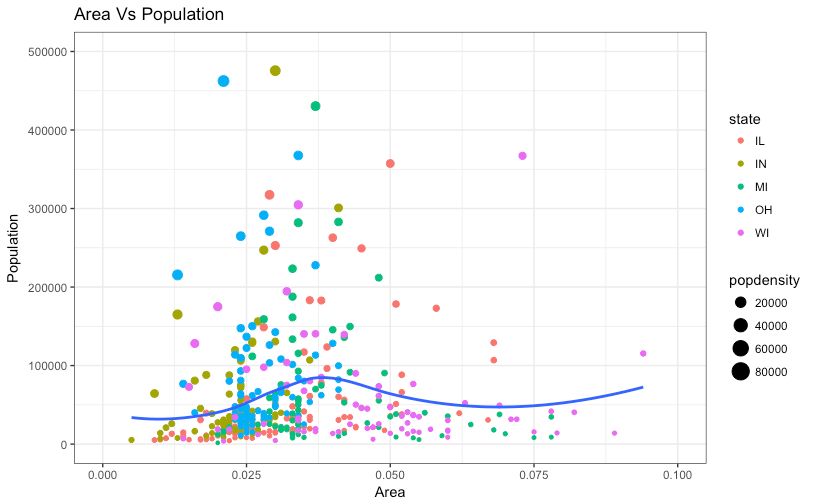 Area Vs Population
500000
400000
300000
200000
100000
0
Population
0.000
0.025
0.050
0.075
0.100
Area
state
IL
IN
MI
OH
WI
popdensity
20000
40000
60000
80000